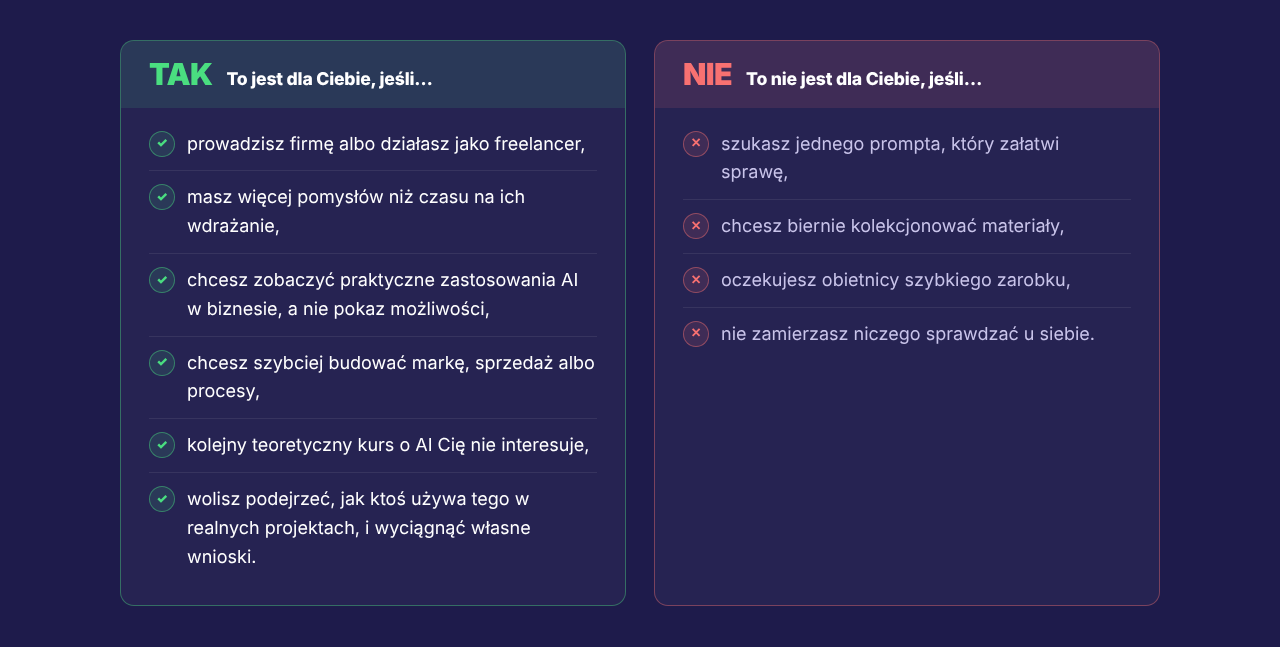 TAK To jest dla Ciebie, jeśli...
prowadzisz firmę albo działasz jako freelancer,
masz więcej pomysłów niż czasu na ich
wdrażanie,
chcesz zobaczyć praktyczne zastosowania AI
w biznesie, a nie pokaz możliwości,
chcesz szybciej budować markę, sprzedaż albo
procesy,
kolejny teoretyczny kurs o AI Cię nie interesuje,
wolisz podejrzeć, jak ktoś używa tego w
realnych projektach, i wyciągnąć własne
wnioski.
NIE To nie jest dla Ciebie, jeśli...
szukasz jednego prompta, który załatwi
sprawę,
chcesz biernie kolekcjonować materiały,
oczekujesz obietnicy szybkiego zarobku,
nie zamierzasz niczego sprawdzać u siebie.